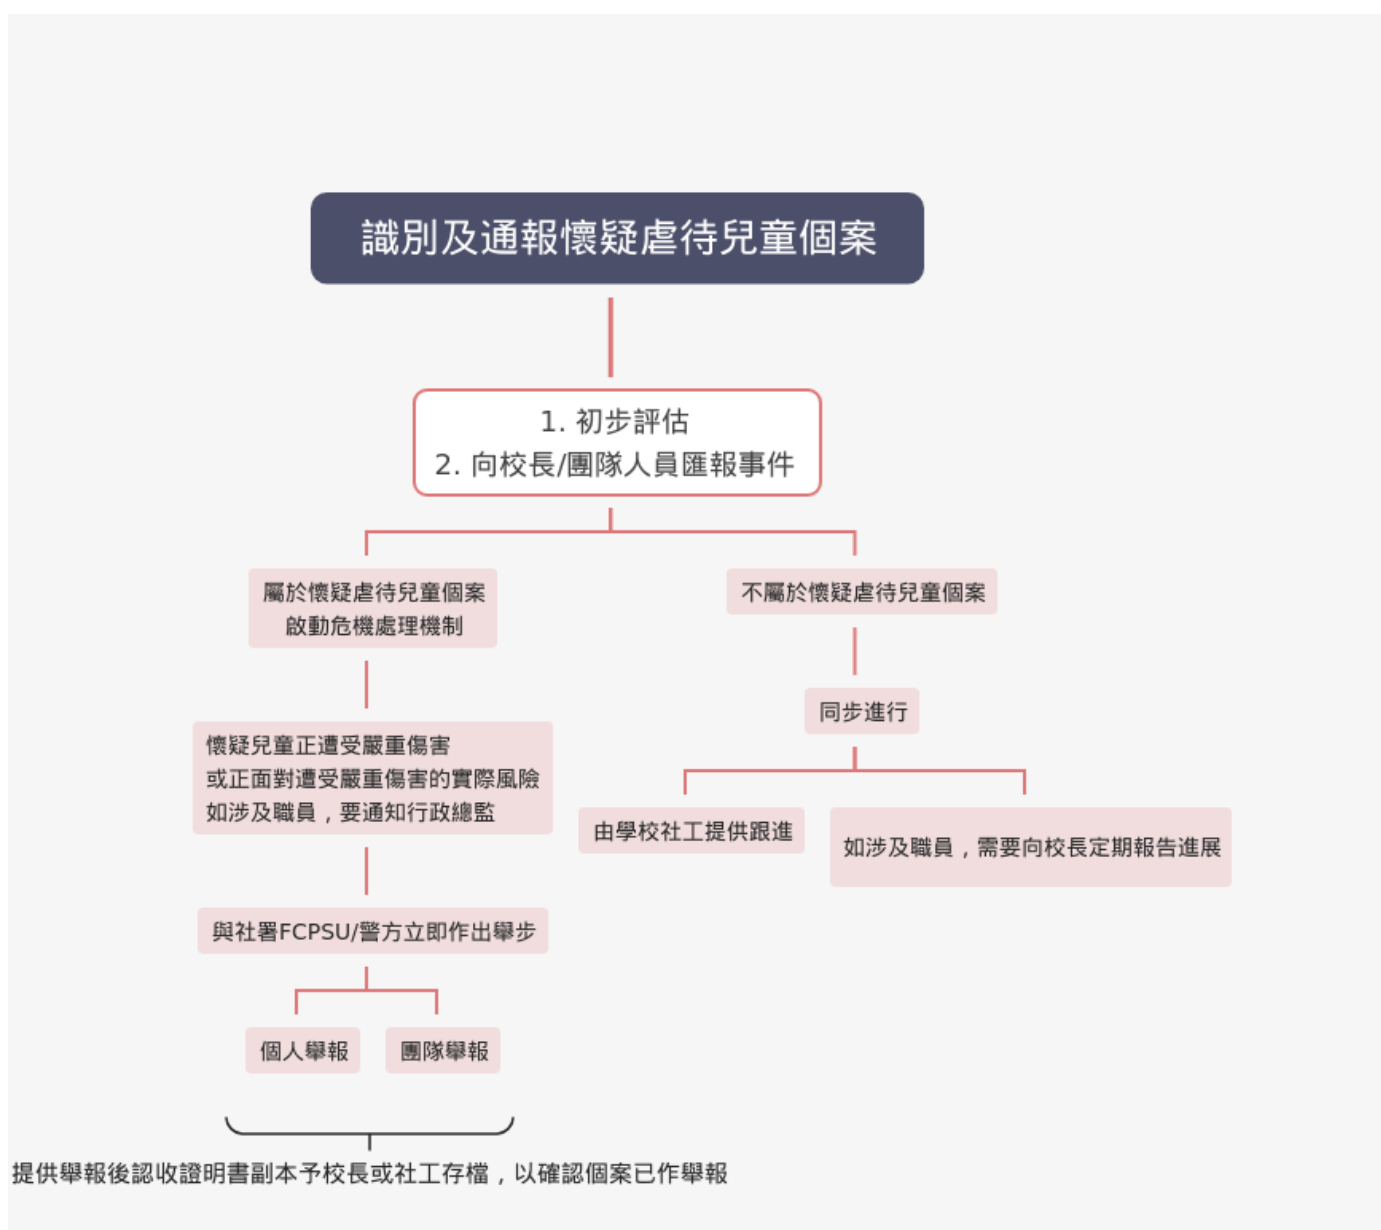 識別及通報懷疑虐待兒童個案
1. 初步評估
2. 向校長/團隊人員匯報事件
屬於懷疑虐待兒童個案
啟動危機處理機制
不屬於懷疑虐待兒童個案
同步進行
懷疑兒童正遭受嚴重傷害
或正面對遭受嚴重傷害的實際風險
如涉及職員，要通知行政總監
由學校社工提供跟進
如涉及職員，需要向校長定期報告進展
與社署FCPSU/警方立即作出舉步
個人舉報
團隊舉報
提供舉報後認收證明書副本予校長或社工存檔，以確認個案已作舉報